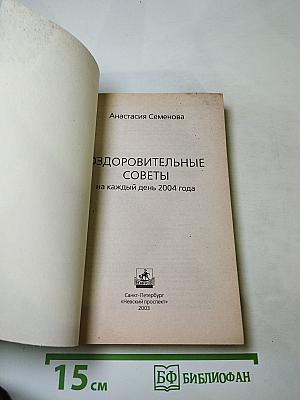 Анастасия Семенова
ОЗДОРОВИТЕЛЬНЫЕ
СОВЕТЫ
на каждый день 2004 года
Санкт-Петербург
«Невский проспект»
2003
15 см
БФ БИБЛИОФАН